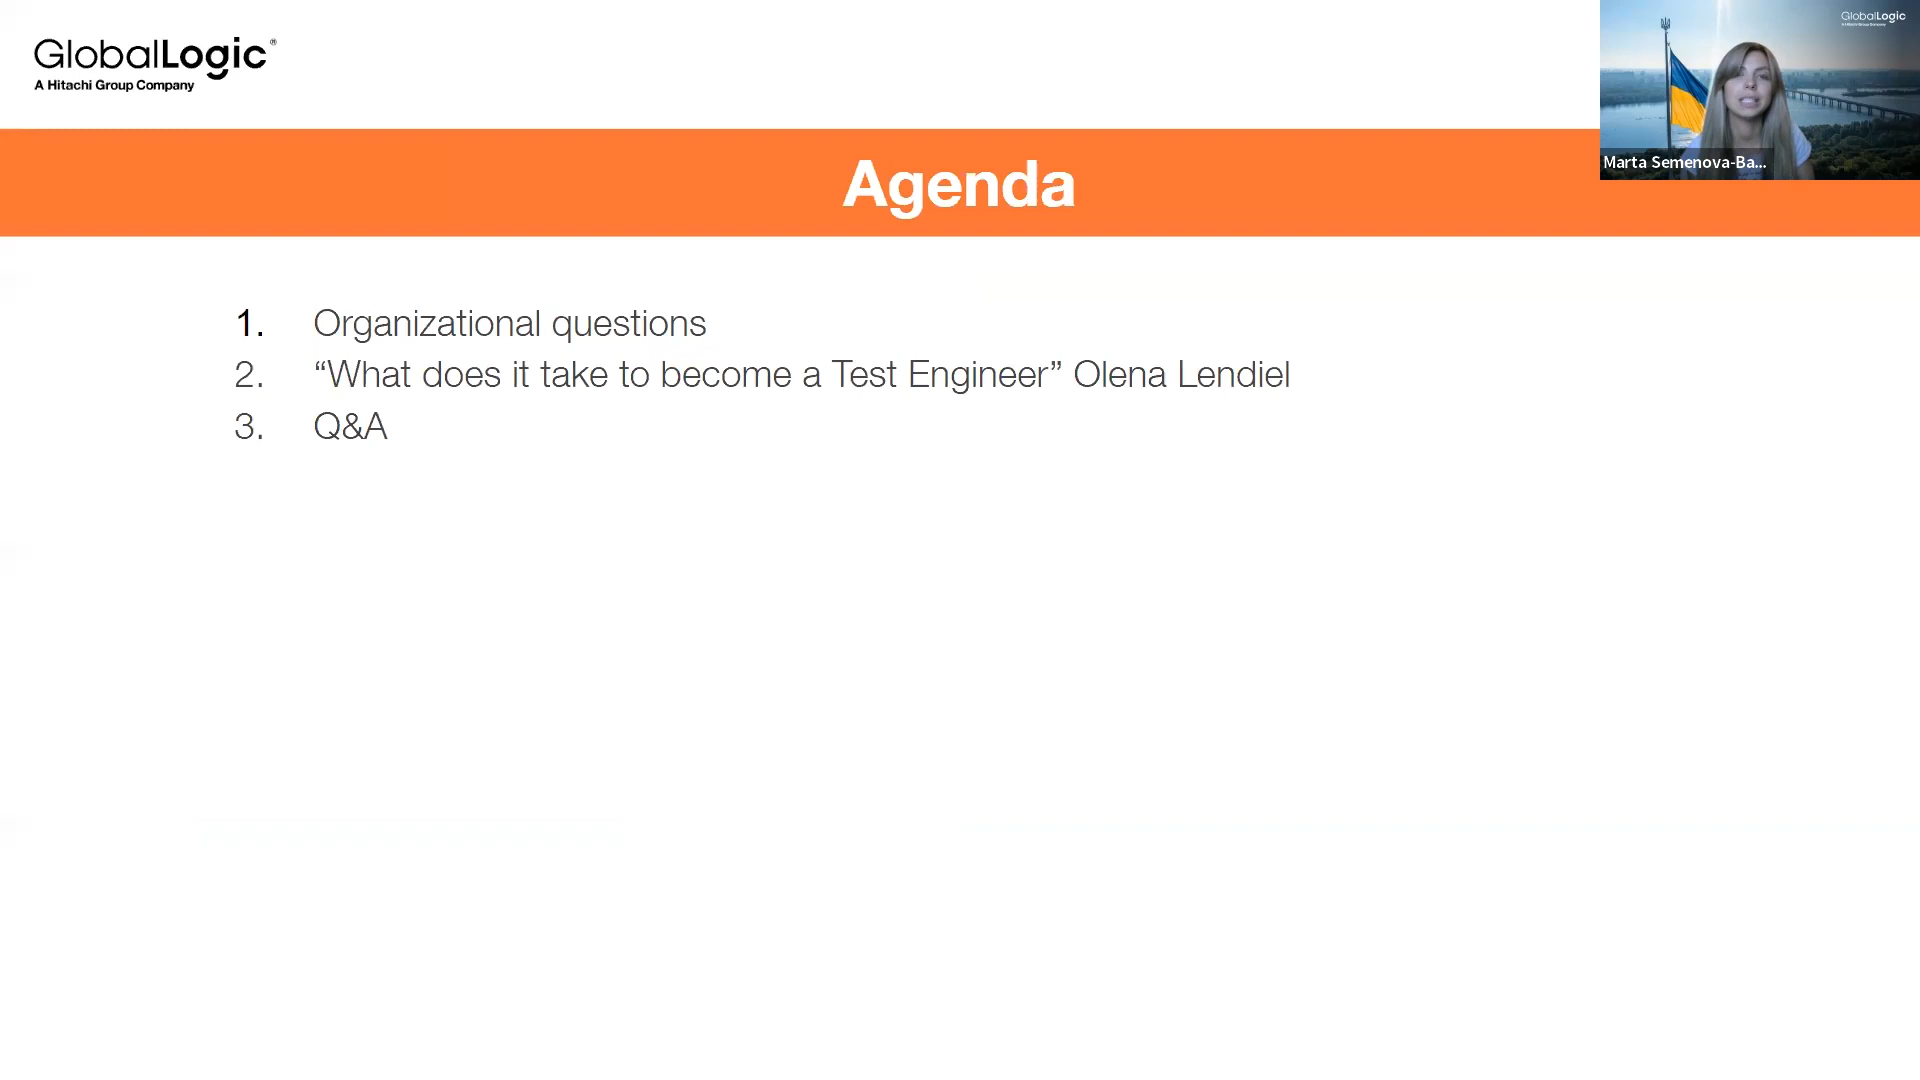 GlobalLogic®
A Hitachi Group Company
GlobalLogic
Marta Semenova-Ba...
Agenda
1. Organizational questions
2. “What does it take to become a Test Engineer” Olena Lendiel
3. Q&A